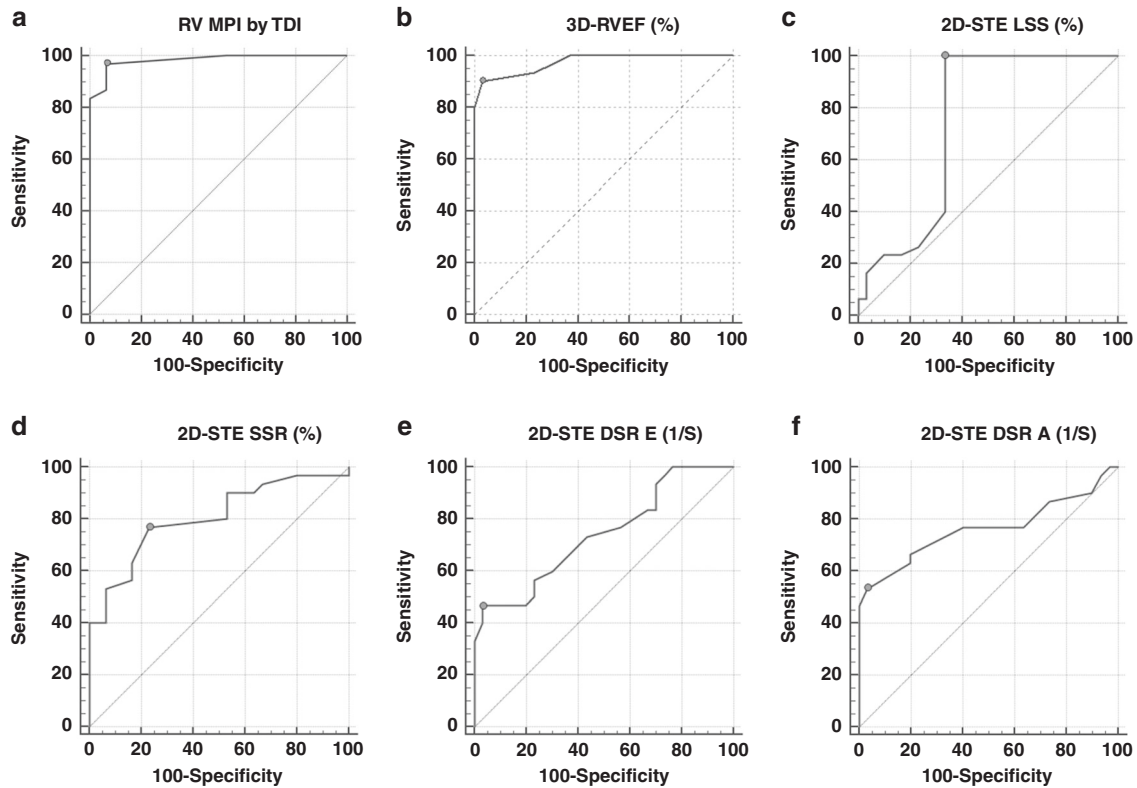 a
RV MPI by TDI
100
80
60
40
20
0
Sensitivity
0 20 40 60 80 100
100-Specificity
b
3D-RVEF (%)
100
80
60
40
20
0
Sensitivity
0 20 40 60 80 100
100-Specificity
c
2D-STE LSS (%)
100
80
60
40
20
0
Sensitivity
0 20 40 60 80 100
100-Specificity
d
2D-STE SSR (%)
100
80
60
40
20
0
Sensitivity
0 20 40 60 80 100
100-Specificity
e
2D-STE DSR E (1/S)
100
80
60
40
20
0
Sensitivity
0 20 40 60 80 100
100-Specificity
f
2D-STE DSR A (1/S)
100
80
60
40
20
0
Sensitivity
0 20 40 60 80 100
100-Specificity